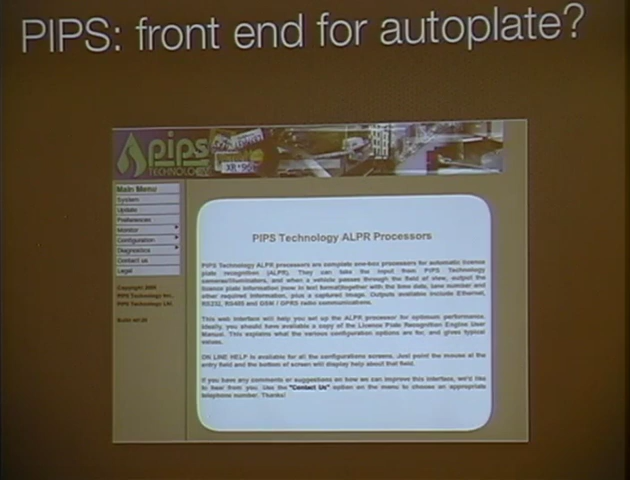 PIPS: front end for autoplate?
pips
TECHNOLOGY
Main Menu
System
Update
Preferences
Monitor
Configuration
Diagnostics
Contact us
Legal
PIPS Technology Inc.
PIPS Technology Ltd.
PIPS Technology ALPR Processors
PIPS Technology ALPR processors are complete one-box processors for automatic licence
plate recognition (ALPR). They can take the input from PIPS Technology
cameras/illuminators, and when a vehicle passes through the field of view, output the
licence plate information (now in text format)together with the time date, lane number and
other required information, plus a captured image. Outputs available include Ethernet,
RS232, RS485 and GSM / GPRS radio communications.
This web interface will help you set up the ALPR processor for optimum performance.
Ideally, you should have available a copy of the Licence Plate Recognition Engine User
Manual. This explains what the various configuration options are for, and gives typical
values.
ON LINE HELP is available for all the configurations screens. Just point the mouse at the
entry field and the bottom of screen will display help about that field.
If you have any comments or suggestions on how we can improve this interface, we'd like
to hear from you. Use the "Contact Us" option on the menu to choose an appropriate
telephone number. Thanks!